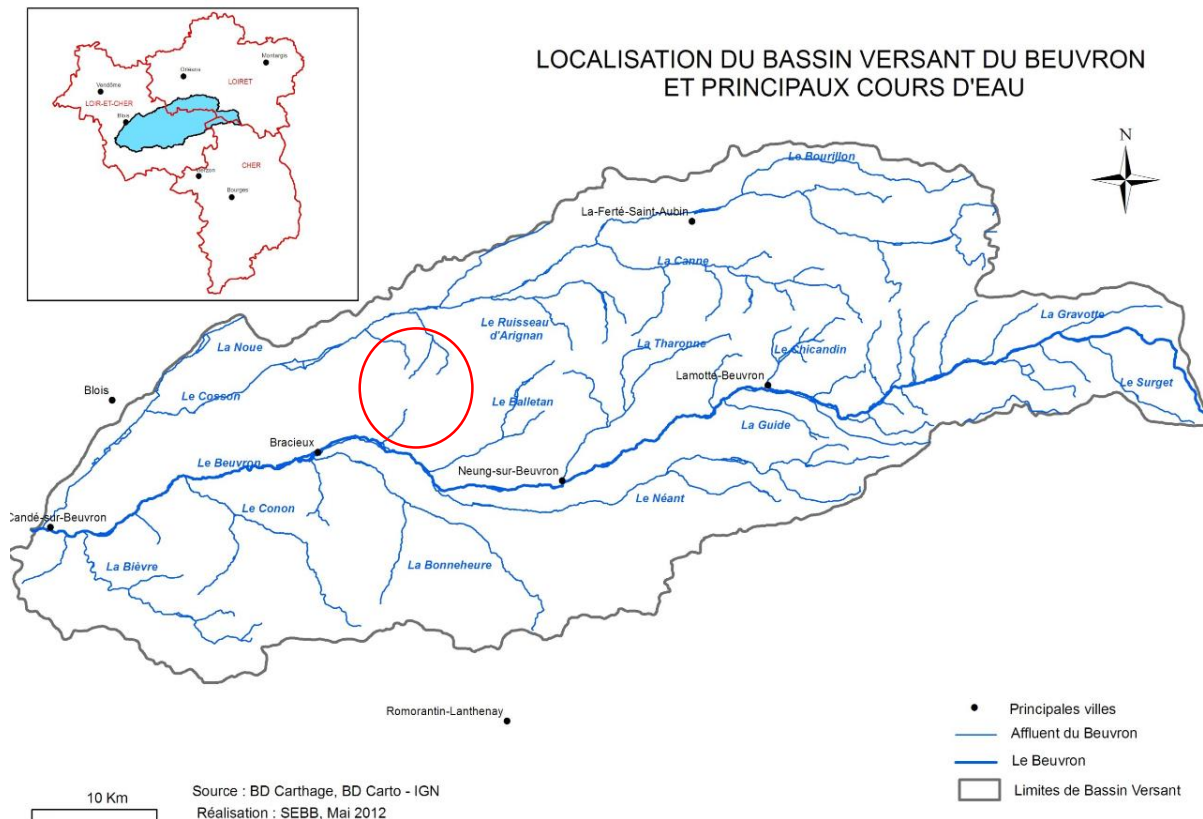 LOCALISATION DU BASSIN VERSANT DU BEUVRON
ET PRINCIPAUX COURS D'EAU
Montargis
Orléans
LOIRET
Vendôme
LOIR-ET-CHER
Blois
CHER
Vierzon
Bourges
N
Le Bourillon
La-Ferté-Saint-Aubin
La Canne
La Gravotte
Le Ruisseau
d'Arignan
La Noue
La Tharonne
Le Chicandin
Lamotte-Beuvron
Le Surget
Blois
Le Cosson
Le Balletan
La Guide
Bracieux
Le Beuvron
Neung-sur-Beuvron
Le Néant
Le Conon
Candé-sur-Beuvron
La Bièvre
La Bonneheure
Romorantin-Lanthenay
Principales villes
Affluent du Beuvron
Le Beuvron
Limites de Bassin Versant
10 Km
Source : BD Carthage, BD Carto - IGN
Réalisation : SEBB, Mai 2012